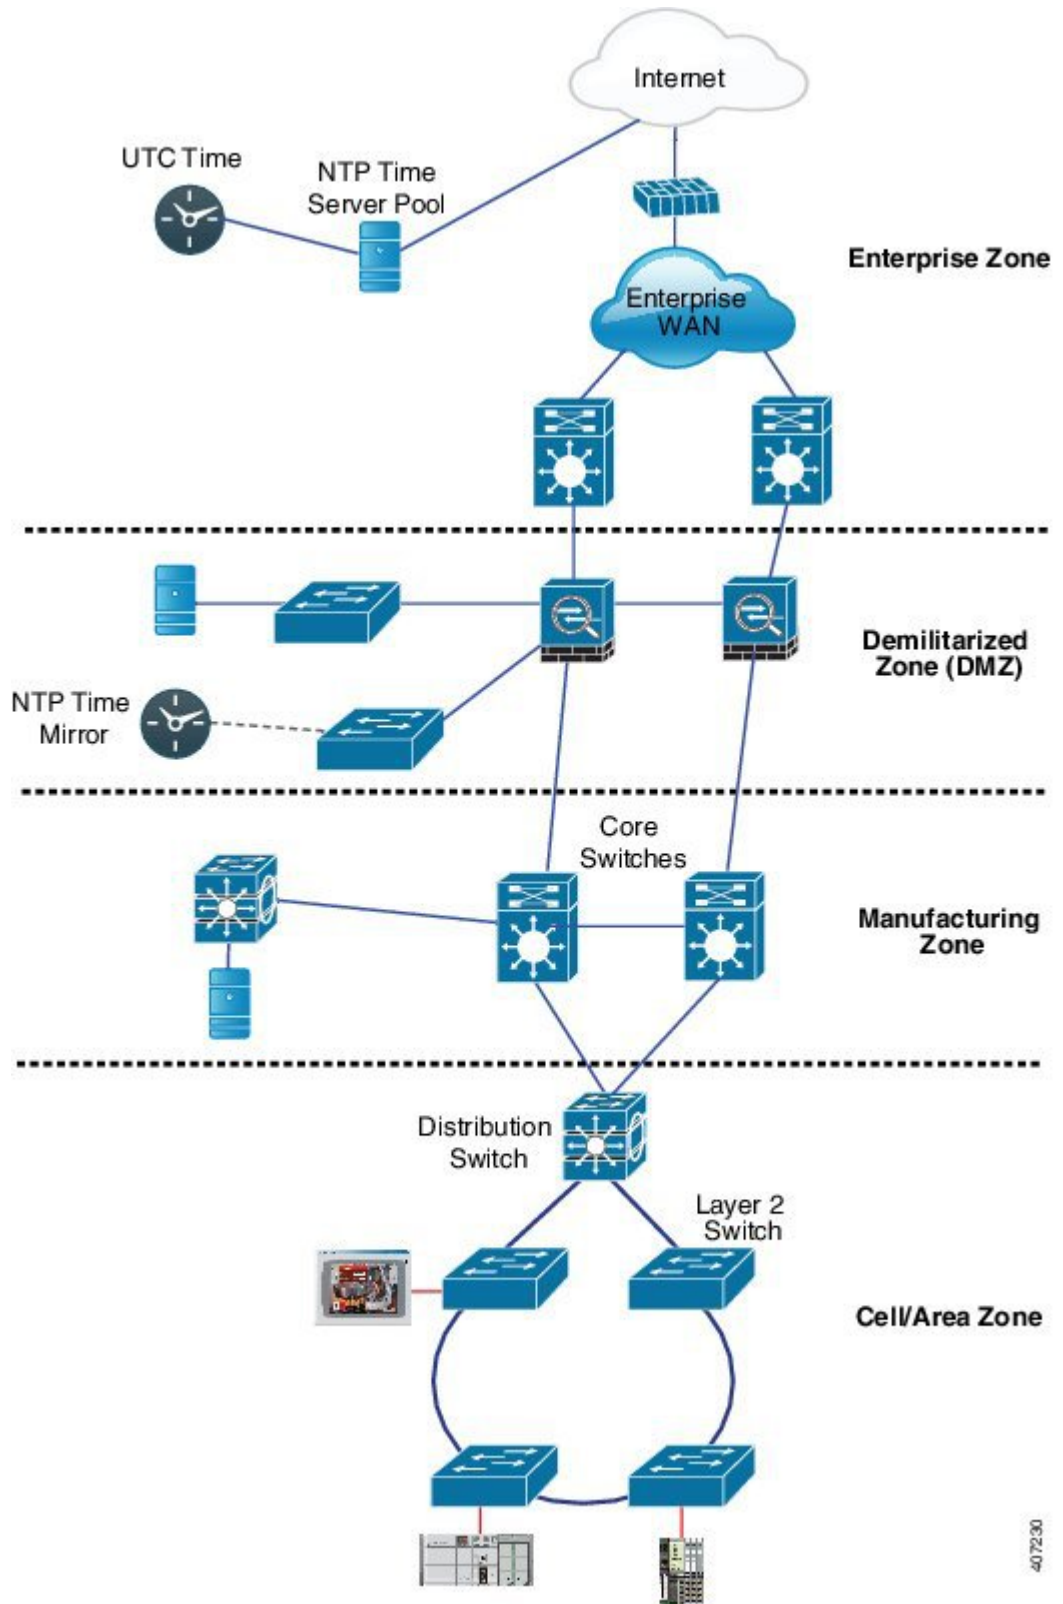 Internet
UTC Time
NTP Time
Server Pool
Enterprise Zone
Enterprise
WAN
Demilitarized
Zone (DMZ)
NTP Time
Mirror
Core
Switches
Manufacturing
Zone
Distribution
Switch
Layer 2
Switch
Cell/Area Zone
407230